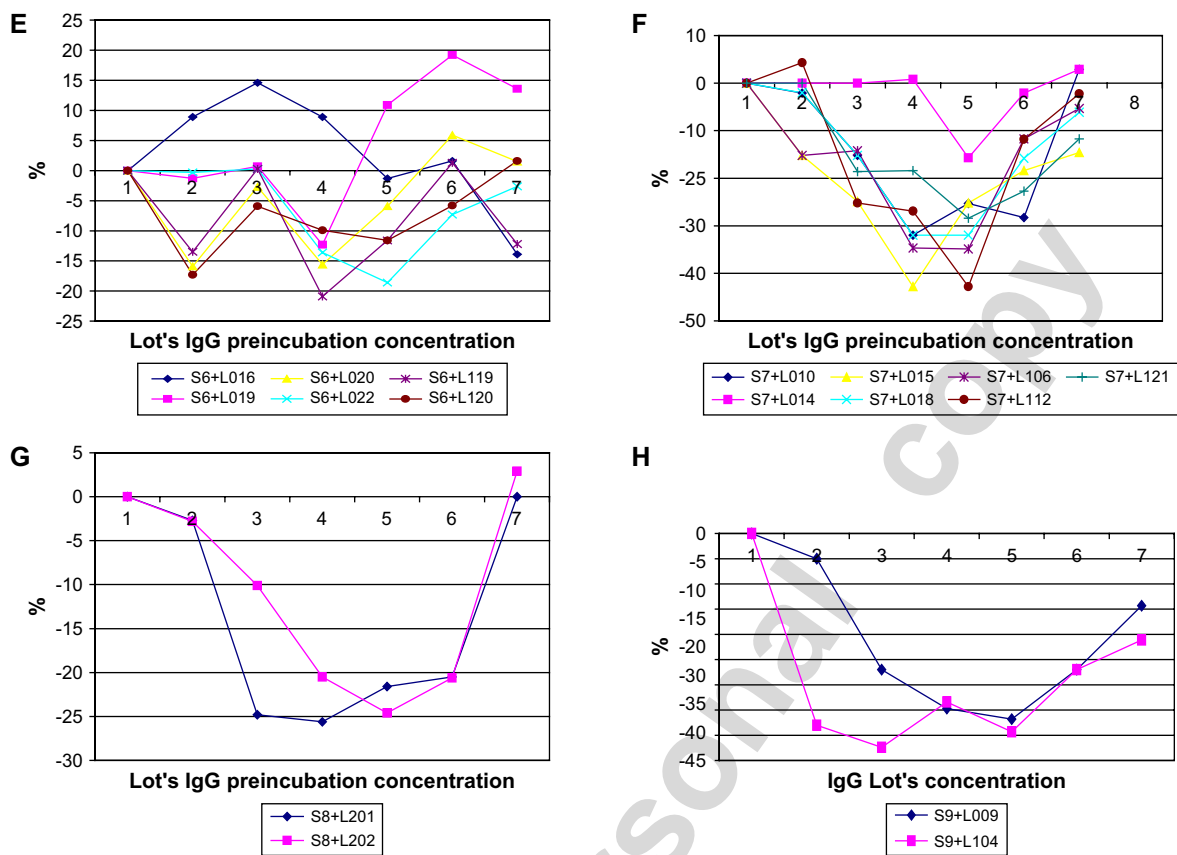 E
25
20
15
10
5
0
-5
-10
-15
-20
-25
%
1 2 3 4 5 6 7
Lot's IgG preincubation concentration
S6+L016 S6+L020 S6+L119
S6+L019 S6+L022 S6+L120
F
10
0
-10
-25
-30
-40
-50
%
1 2 3 4 5 6 7 8
Lot's IgG preincubation concentration
S7+L010 S7+L015 S7+L106 S7+L121
S7+L014 S7+L018 S7+L112
G
5
0
-5
-10
-15
-20
-25
-30
%
1 2 3 4 5 6 7
Lot's IgG preincubation concentration
S8+L201
S8+L202
H
0
-5
-10
-15
-20
-30
-35
-40
-45
%
1 2 3 4 5 6 7
IgG Lot's concentration
S9+L009
S9+L104
rsonal copy